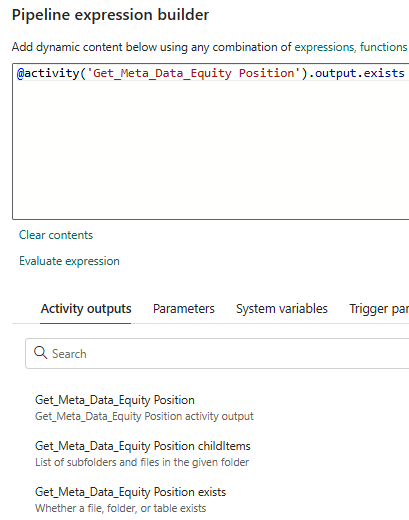 Pipeline expression builder
Add dynamic content below using any combination of expressions, functions
@activity('Get_Meta_Data_Equity Position').output.exists
Clear contents
Evaluate expression
Activity outputs Parameters System variables Trigger par
Search
Get_Meta_Data_Equity Position
Get_Meta_Data_Equity Position activity output
Get_Meta_Data_Equity Position childItems
List of subfolders and files in the given folder
Get_Meta_Data_Equity Position exists
Whether a file, folder, or table exists